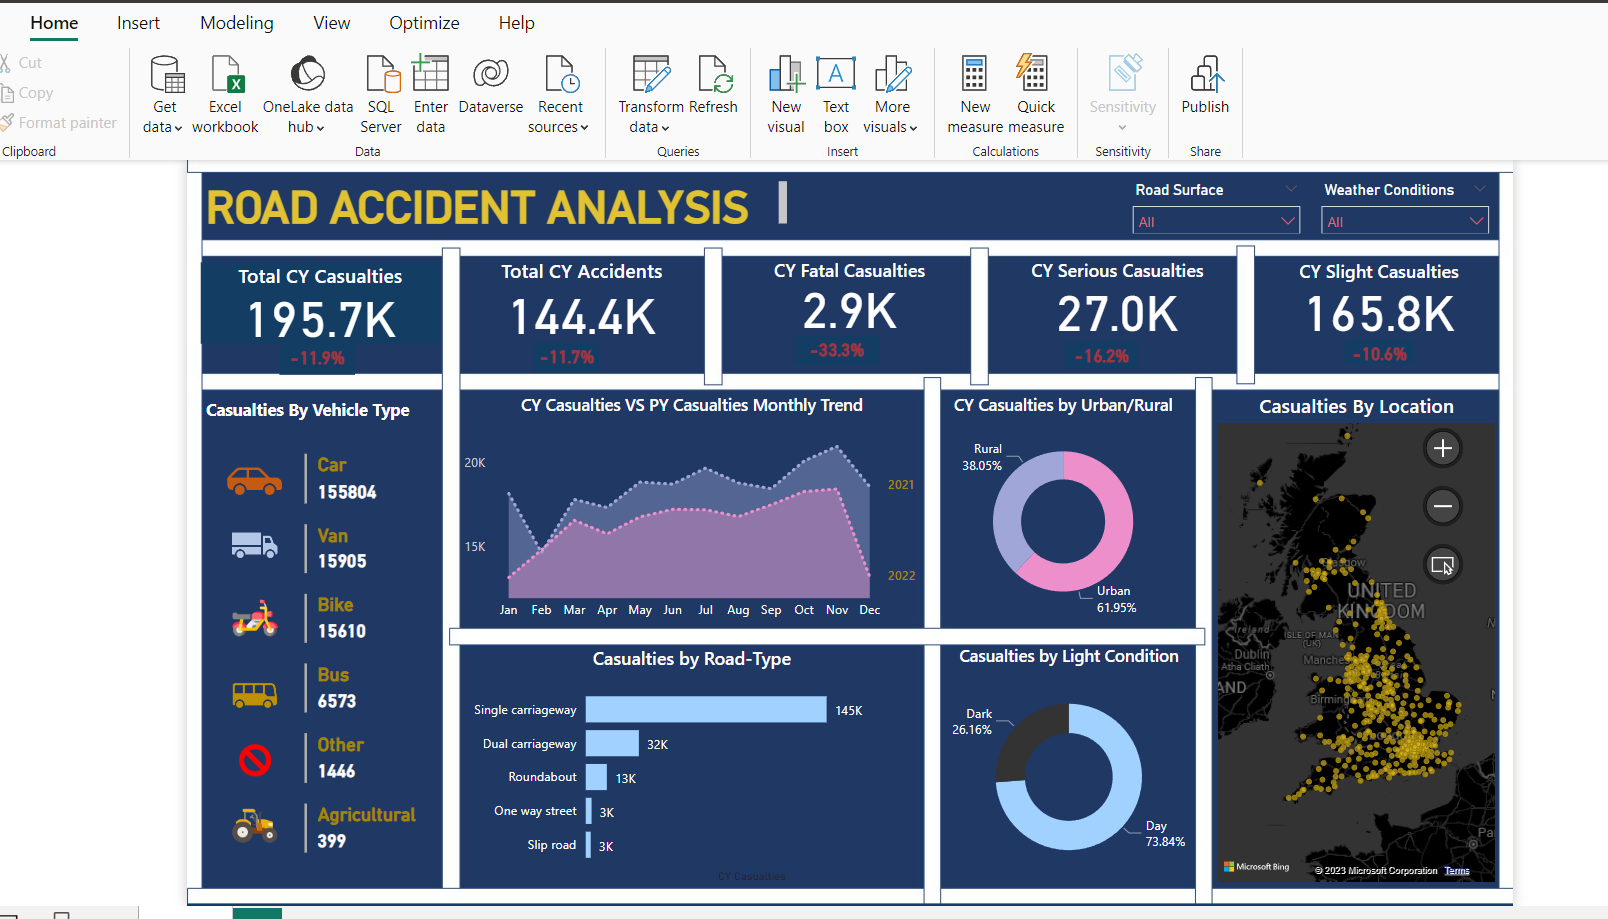 Home Insert Modeling View Optimize Help
Cut
Copy
Format painter
Clipboard
Get data
Excel workbook
OneLake data hub
SQL Server
Enter data
Dataverse
Recent sources
Data
Transform data
Refresh
Queries
New visual
Text box
More visuals
Insert
New measure
Quick measure
Calculations
Sensitivity
Sensitivity
Publish
Share
ROAD ACCIDENT ANALYSIS
Road Surface
All
Weather Conditions
All
Total CY Casualties
195.7K
-11.9%
Total CY Accidents
144.4K
-11.7%
CY Fatal Casualties
2.9K
-33.3%
CY Serious Casualties
27.0K
-16.2%
CY Slight Casualties
165.8K
-10.6%
Casualties By Vehicle Type
Car
155804
Van
15905
Bike
15610
Bus
6573
Other
1446
Agricultural
399
CY Casualties VS PY Casualties Monthly Trend
20K
15K
2021
2022
Jan Feb Mar Apr May Jun Jul Aug Sep Oct Nov Dec
CY Casualties by Urban/Rural
Rural
38.05%
Urban
61.95%
Casualties by Road-Type
Single carriageway 145K
Dual carriageway 32K
Roundabout 13K
One way street 3K
Slip road 3K
CY Casualties
Casualties by Light Condition
Dark
26.16%
Day
73.84%
Casualties By Location
UNITED
KINGDOM
Ireland
ISLE OF MAN
(UK)
Dublin
Atha Cliath
Microsoft Bing
© 2023 Microsoft Corporation Terms